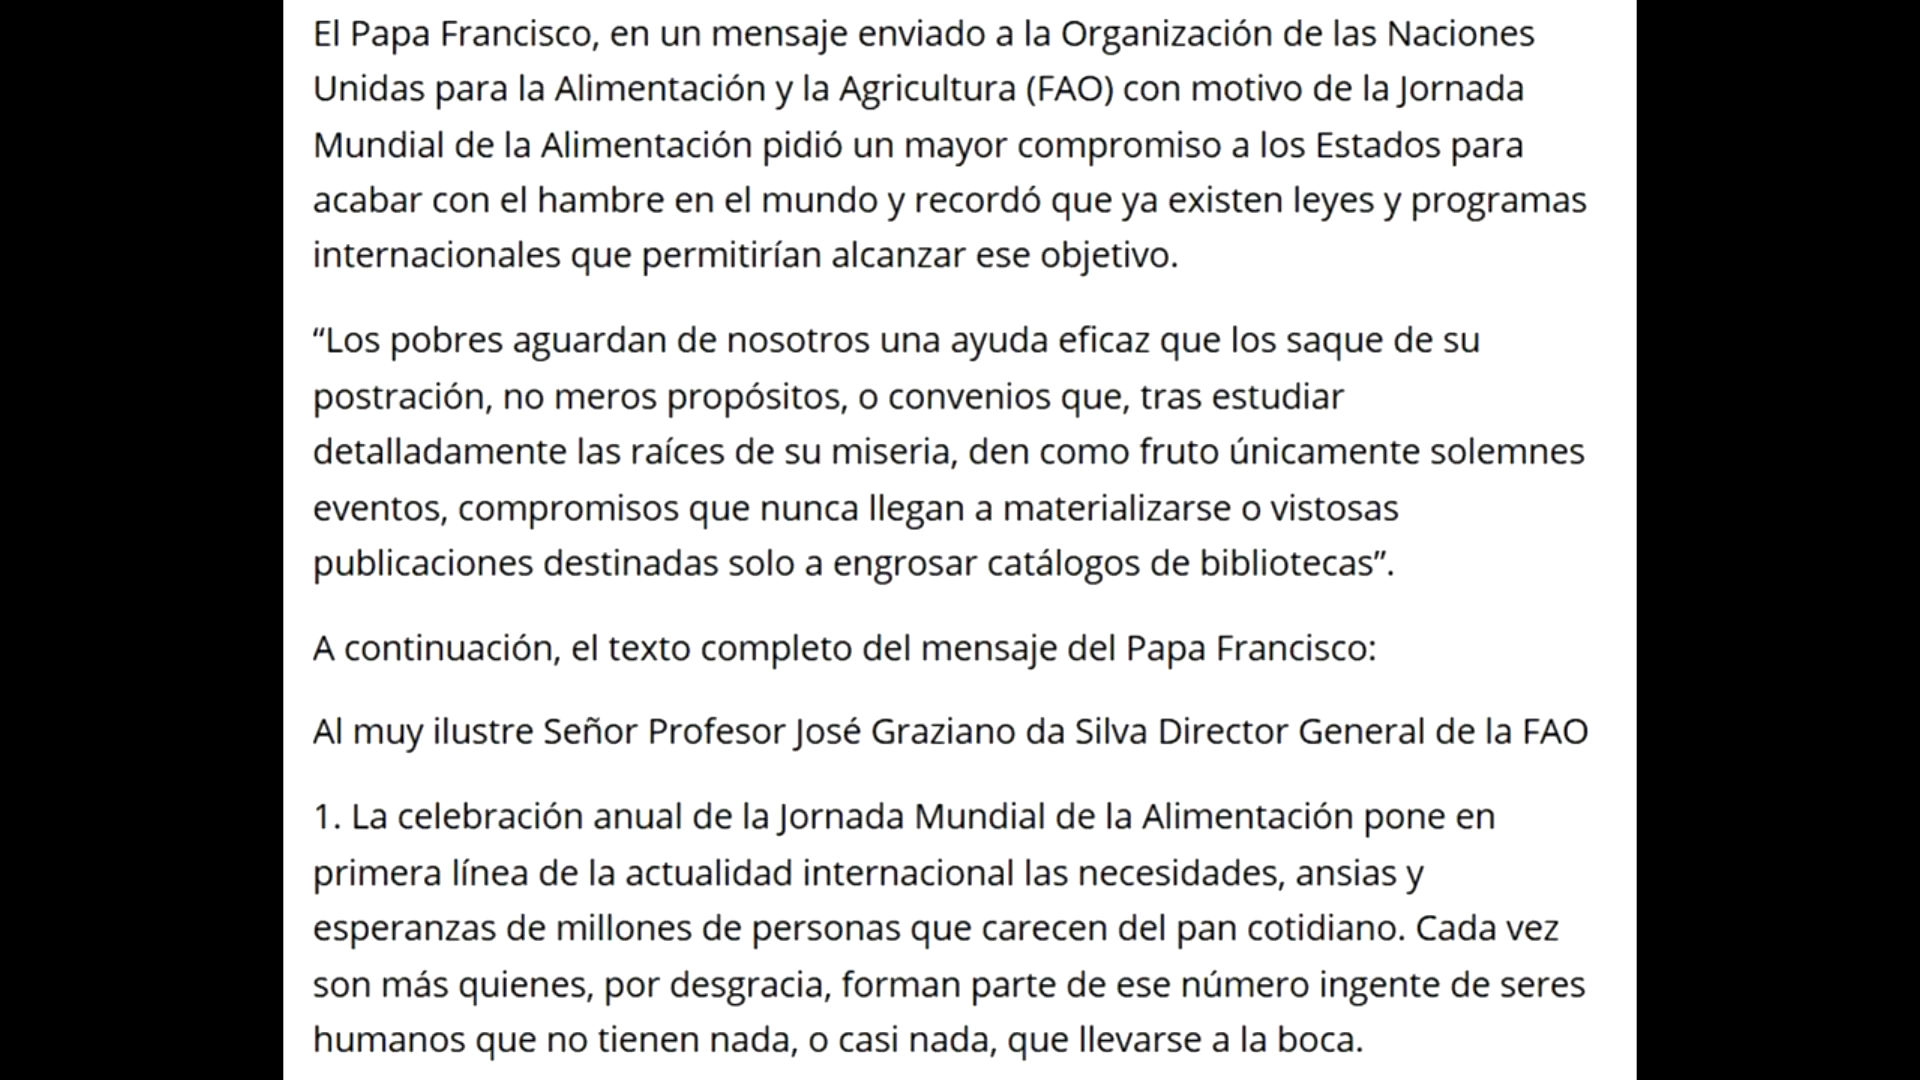 El Papa Francisco, en un mensaje enviado a la Organización de las Naciones
Unidas para la Alimentación y la Agricultura (FAO) con motivo de la Jornada
Mundial de la Alimentación pidió un mayor compromiso a los Estados para
acabar con el hambre en el mundo y recordó que ya existen leyes y programas
internacionales que permitirían alcanzar ese objetivo.
“Los pobres aguardan de nosotros una ayuda eficaz que los saque de su
postración, no meros propósitos, o convenios que, tras estudiar
detalladamente las raíces de su miseria, den como fruto únicamente solemnes
eventos, compromisos que nunca llegan a materializarse o vistosas
publicaciones destinadas solo a engrosar catálogos de bibliotecas”.
A continuación, el texto completo del mensaje del Papa Francisco:
Al muy ilustre Señor Profesor José Graziano da Silva Director General de la FAO
1. La celebración anual de la Jornada Mundial de la Alimentación pone en
primera línea de la actualidad internacional las necesidades, ansias y
esperanzas de millones de personas que carecen del pan cotidiano. Cada vez
son más quienes, por desgracia, forman parte de ese número ingente de seres
humanos que no tienen nada, o casi nada, que llevarse a la boca.